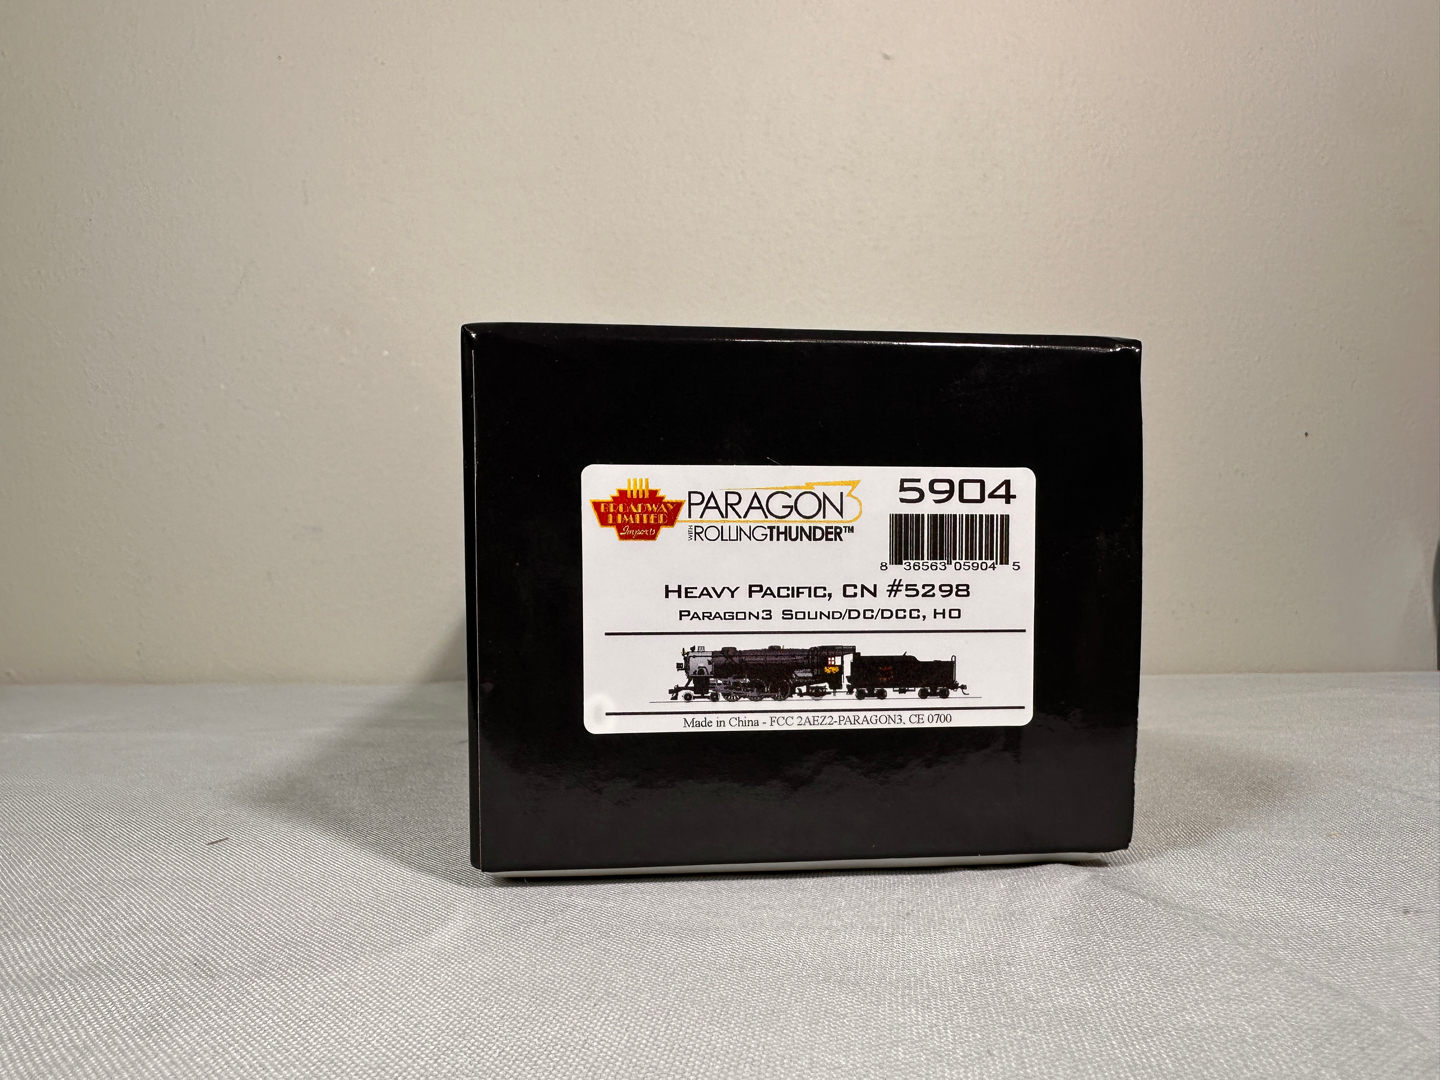 BROADWAY
LIMITED
Imports
PARAGON3
WITH ROLLINGTHUNDER™
5904
8 36563 05904 5
HEAVY PACIFIC, CN #5298
PARAGON3 SOUND/DC/DCC, HO
Made in China - FCC 2AEZ2-PARAGON3, CE 0700